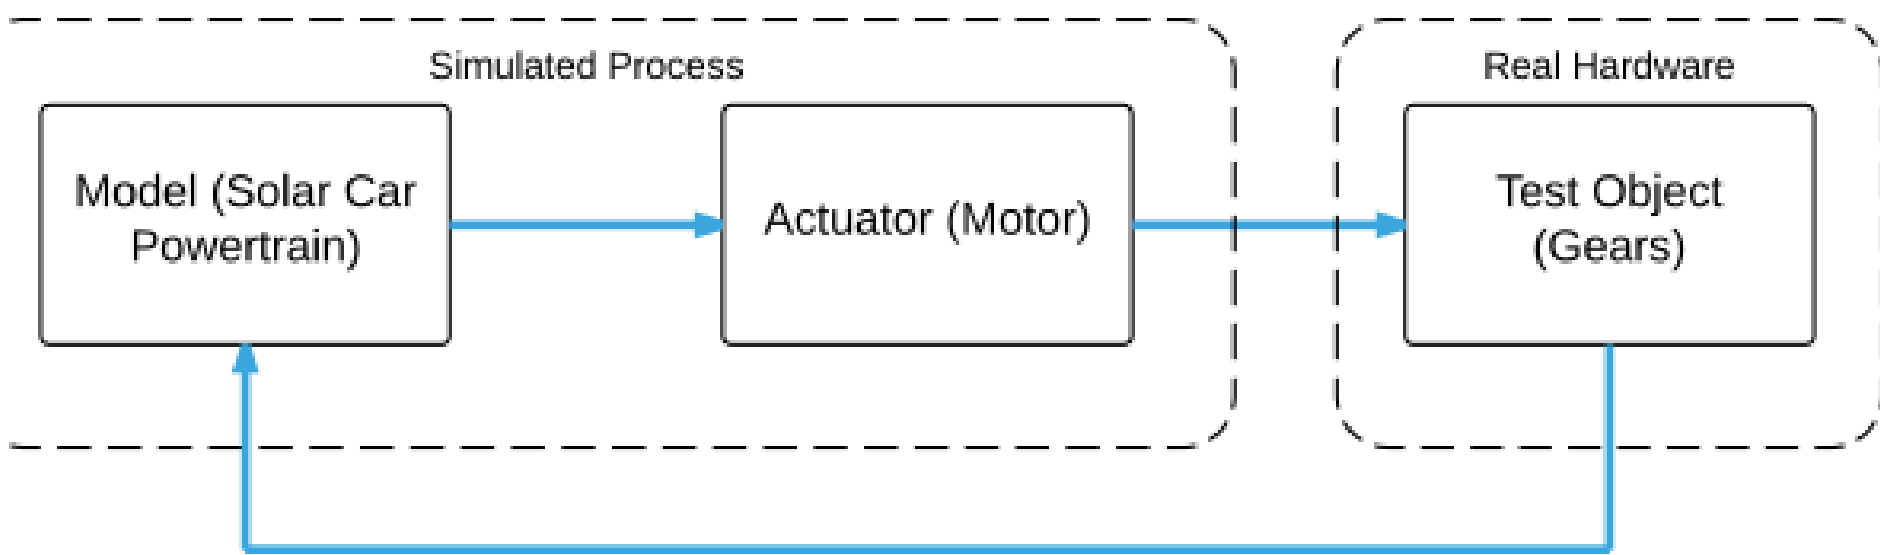 Simulated Process
Real Hardware
Model (Solar Car
Powertrain)
Actuator (Motor)
Test Object
(Gears)